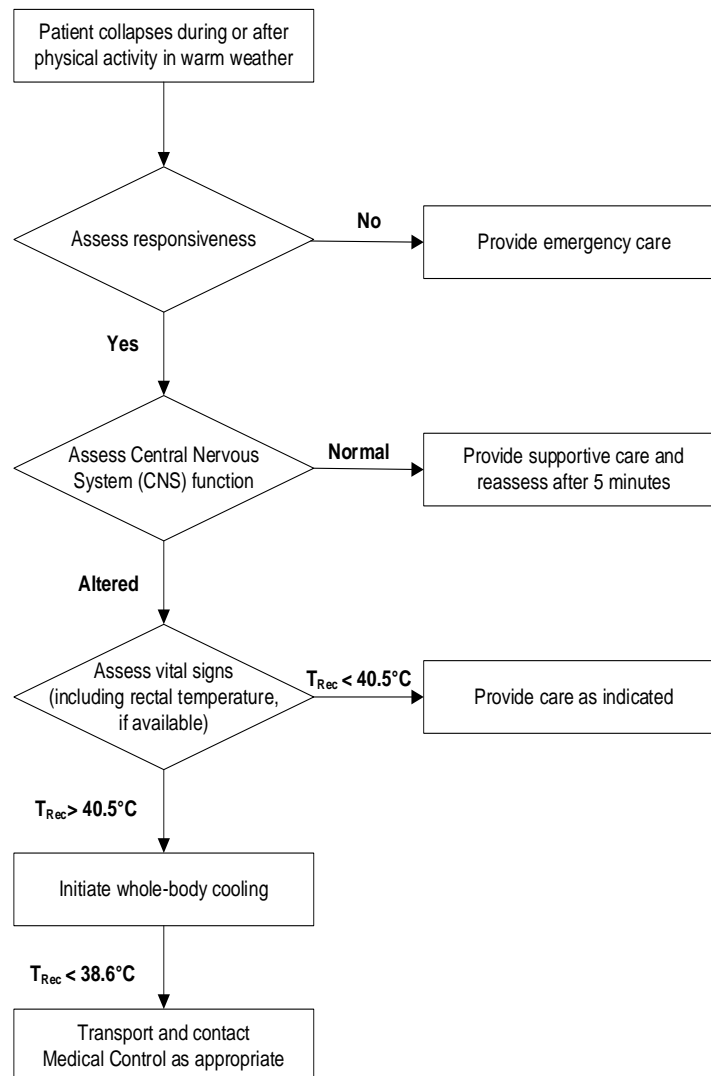 Patient collapses during or after
physical activity in warm weather
Assess responsiveness
No
Provide emergency care
Yes
Assess Central Nervous
System (CNS) function
Normal
Provide supportive care and
reassess after 5 minutes
Altered
Assess vital signs
(including rectal temperature,
if available)
TRec < 40.5°C
Provide care as indicated
TRec> 40.5°C
Initiate whole-body cooling
TRec < 38.6°C
Transport and contact
Medical Control as appropriate